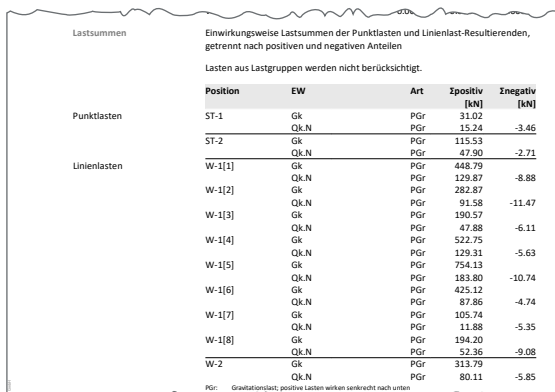 Lastsummen Einwirkungsweise Lastsummen der Punktlasten und Linienlast-Resultierenden,
getrennt nach positiven und negativen Anteilen
Lasten aus Lastgruppen werden nicht berücksichtigt.
Position EW Art Σpositiv Σnegativ
[kN] [kN]
Punktlasten ST-1 Gk PGr 31.02
Qk.N PGr 15.24 -3.46
ST-2 Gk PGr 115.53
Qk.N PGr 47.90 -2.71
Linienlasten W-1[1] Gk PGr 448.79
Qk.N PGr 129.87 -8.88
W-1[2] Gk PGr 282.87
Qk.N PGr 91.58 -11.47
W-1[3] Gk PGr 190.57
Qk.N PGr 47.88 -6.11
W-1[4] Gk PGr 522.75
Qk.N PGr 129.31 -5.63
W-1[5] Gk PGr 754.13
Qk.N PGr 183.80 -10.74
W-1[6] Gk PGr 425.12
Qk.N PGr 87.86 -4.74
W-1[7] Gk PGr 105.74
Qk.N PGr 11.88 -5.35
W-1[8] Gk PGr 194.20
Qk.N PGr 52.36 -9.08
W-2 Gk PGr 313.79
Qk.N PGr 80.11 -5.85
PGr: Gravitationslast; positive Lasten wirken senkrecht nach unten